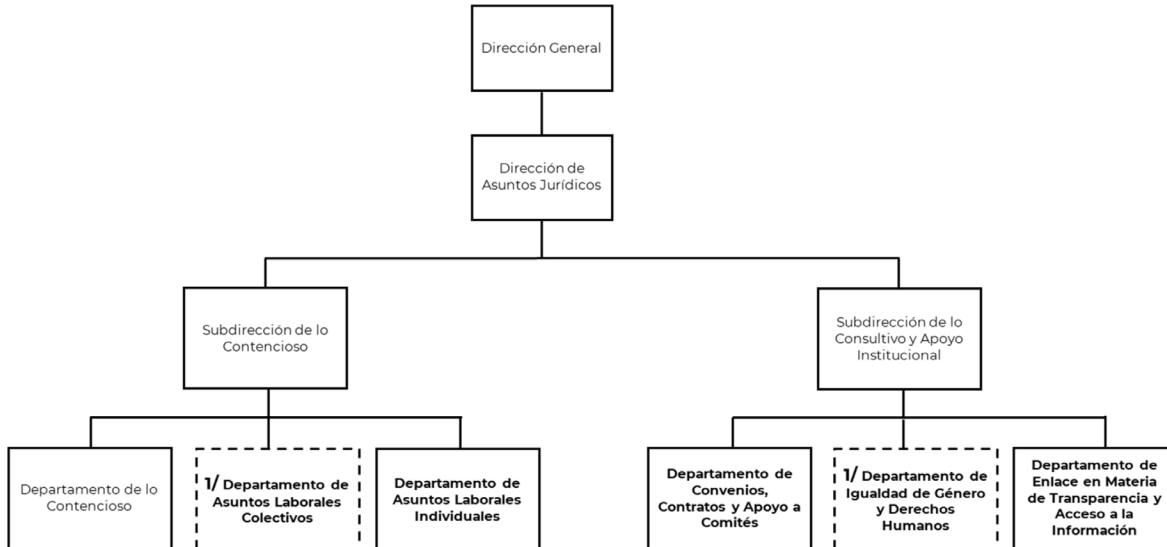 Dirección General
Dirección de
Asuntos Jurídicos
Subdirección de lo
Contencioso
Subdirección de lo
Consultivo y Apoyo
Institucional
Departamento de lo
Contencioso
1/ Departamento de
Asuntos Laborales
Colectivos
Departamento de
Asuntos Laborales
Individuales
Departamento de
Convenios,
Contratos y Apoyo a
Comités
1/ Departamento de
Igualdad de Género
y Derechos
Humanos
Departamento de
Enlace en Materia
de Transparencia y
Acceso a la
Información